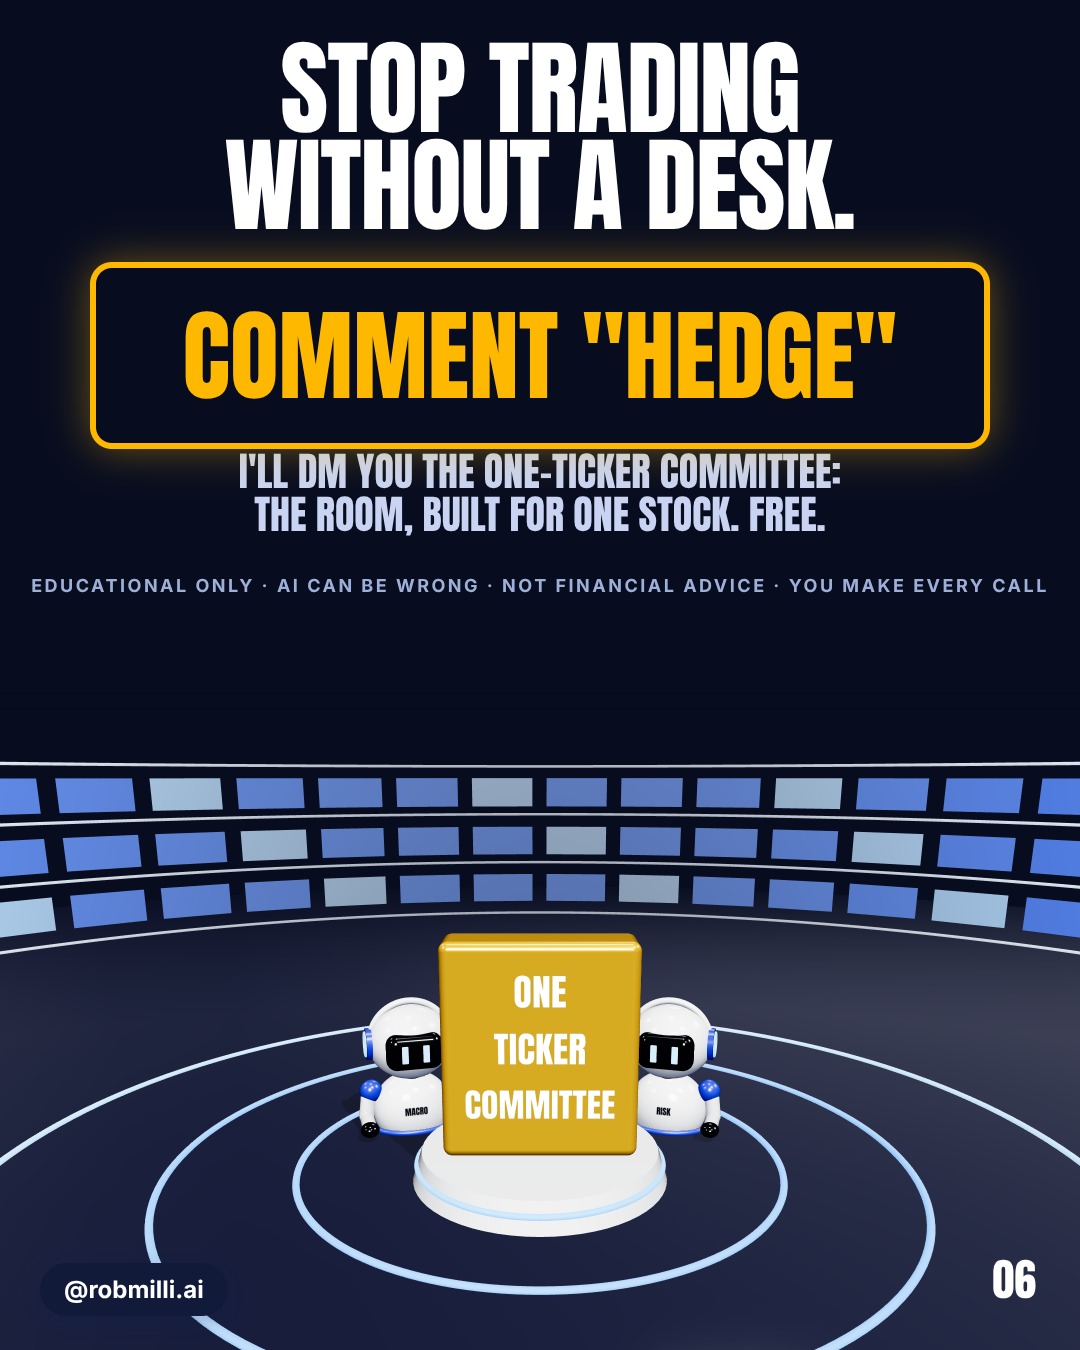 STOP TRADING
WITHOUT A DESK.
COMMENT "HEDGE"
I'LL DM YOU THE ONE-TICKER COMMITTEE:
THE ROOM, BUILT FOR ONE STOCK. FREE.
EDUCATIONAL ONLY · AI CAN BE WRONG · NOT FINANCIAL ADVICE · YOU MAKE EVERY CALL
ONE
TICKER
COMMITTEE
MACRO
RISK
@robmilli.ai
06